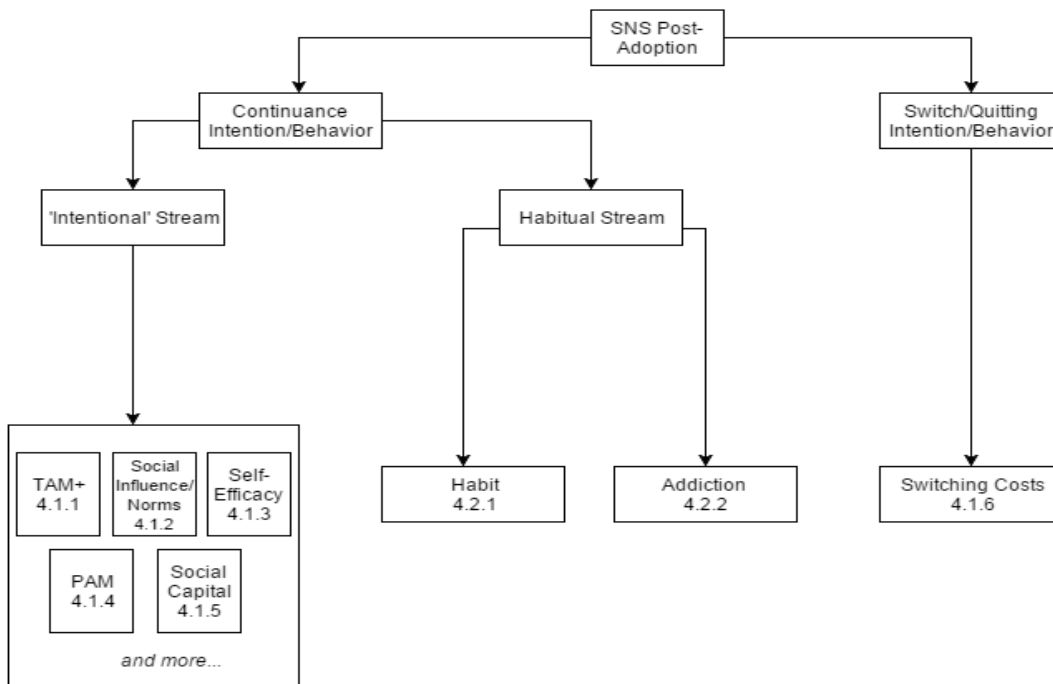 SNS Post-
Adoption
Continuance
Intention/Behavior
Switch/Quitting
Intention/Behavior
'Intentional' Stream
Habitual Stream
TAM+
4.1.1
Social
Influence/
Norms
4.1.2
Self-
Efficacy
4.1.3
PAM
4.1.4
Social
Capital
4.1.5
and more...
Habit
4.2.1
Addiction
4.2.2
Switching Costs
4.1.6